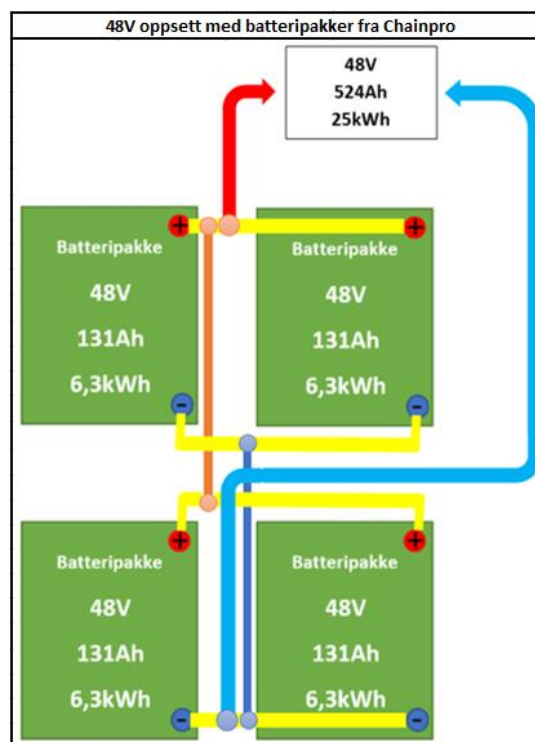 48V oppsett med batteripakker fra Chainpro
48V
524Ah
25kWh
+
+
Batteripakke
48V
131Ah
6,3kWh
-
Batteripakke
48V
131Ah
6,3kWh
-
+
+
Batteripakke
48V
131Ah
6,3kWh
-
Batteripakke
48V
131Ah
6,3kWh
-